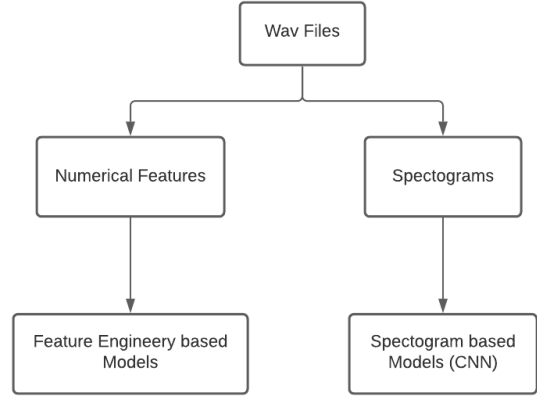 Wav Files
Numerical Features
Spectograms
Feature Engineery based
Models
Spectogram based
Models (CNN)